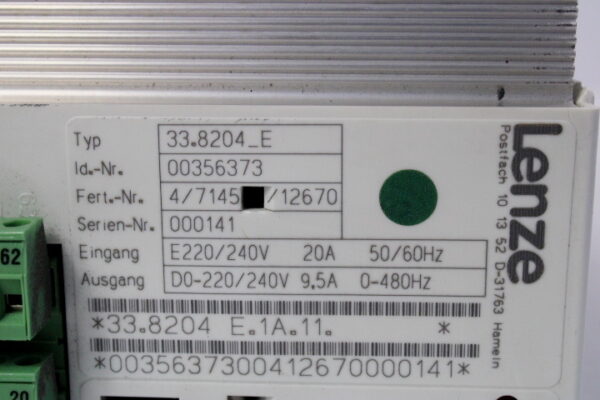 Typ 33.8204_E
Id.-Nr. 00356373
Fert.-Nr. 4/7145 /12670
Serien-Nr. 000141
Eingang E220/240V 20A 50/60Hz
Ausgang D0-220/240V 9,5A 0-480Hz
*33.8204 E.1A.11. *
*0035637300412670000141*
Lenze
Postfach 10 13 52 D-31763 Hameln
62
20